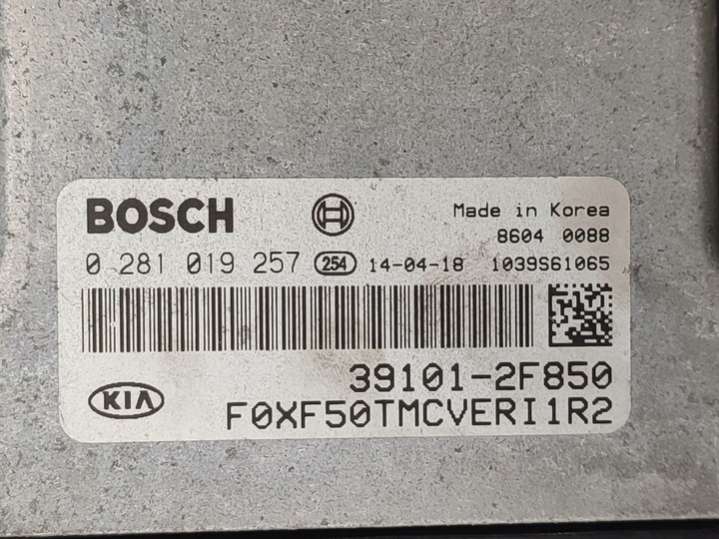 BOSCH
Made in Korea
8604 0088
0 281 019 257 254 14-04-18 1039S61065
39101-2F850
KIA
F0XF50TMCVERI1R2